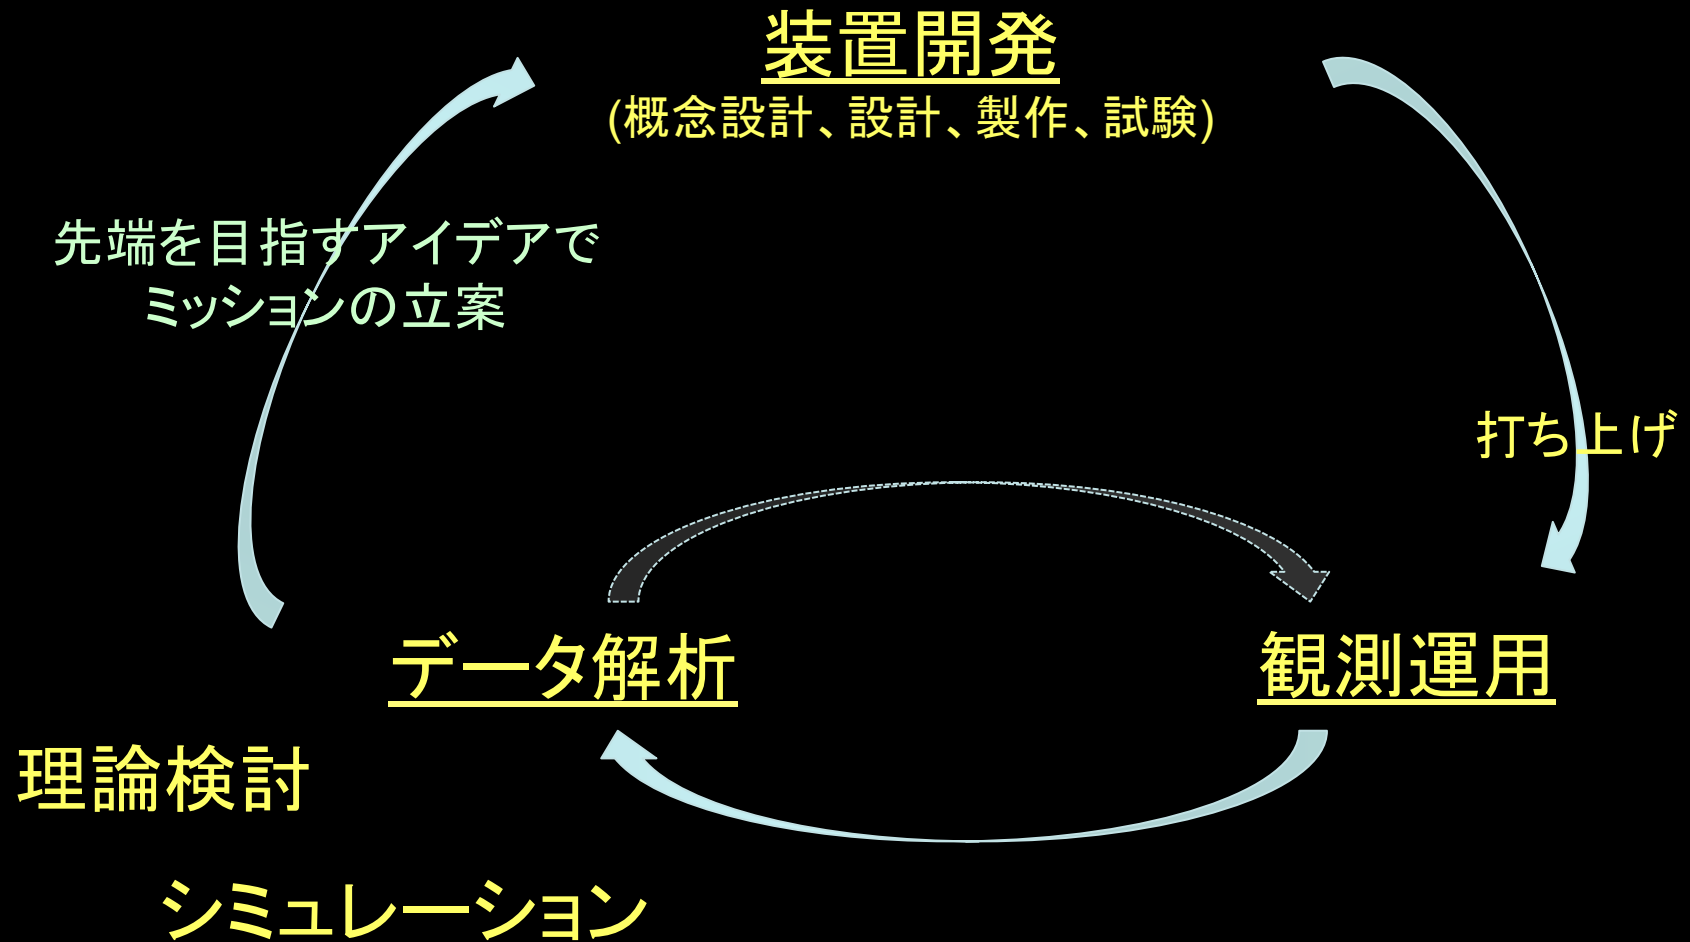 装置開発
(概念設計、設計、製作、試験)
先端を目指すアイデアで
ミッションの立案
打ち上げ
データ解析
観測運用
理論検討
シミュレーション